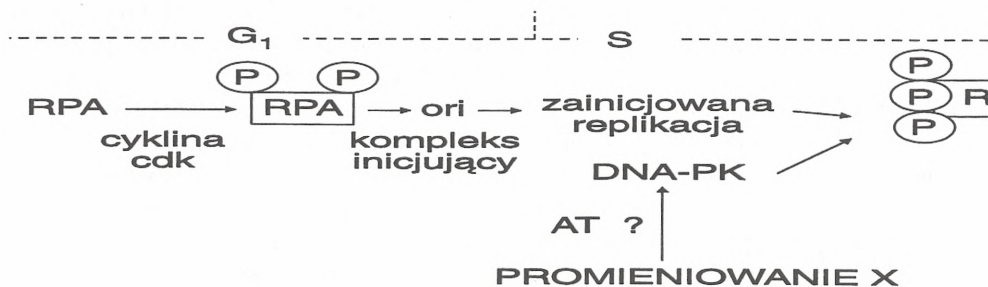 G₁ S
P P P
RPA RPA ori zainicjowana P R
replikacja P
cyklina kompleks
cdk inicjujący
DNA-PK
AT ?
PROMIENIOWANIE X